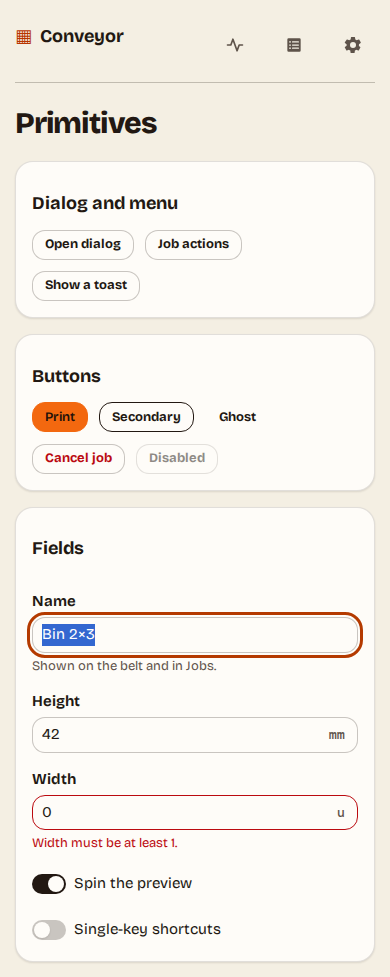 Conveyor
Primitives
Dialog and menu
Open dialog
Job actions
Show a toast
Buttons
Print
Secondary
Ghost
Cancel job
Disabled
Fields
Name
Bin 2×3
Shown on the belt and in Jobs.
Height
42 mm
Width
0 u
Width must be at least 1.
Spin the preview
Single-key shortcuts